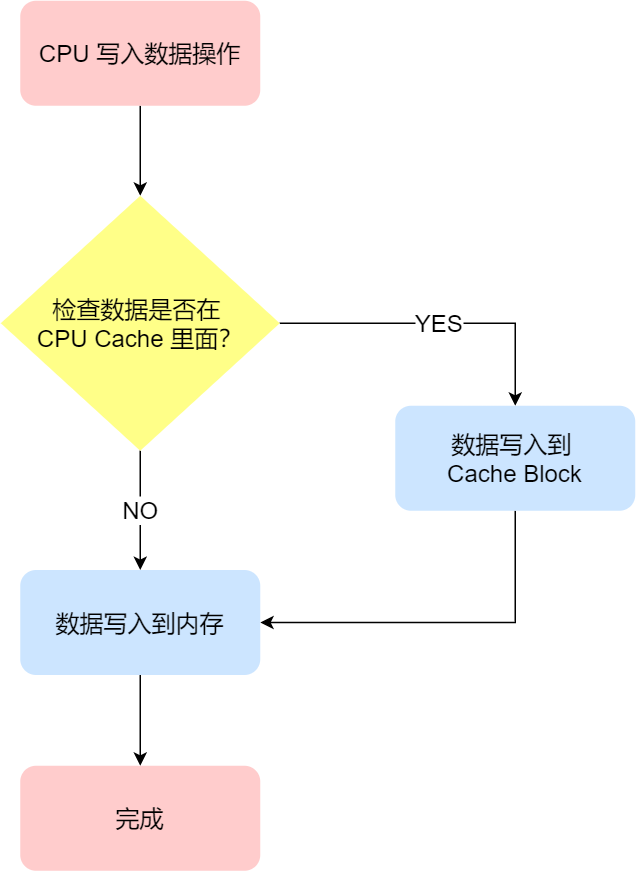 CPU 写入数据操作
检查数据是否在
CPU Cache 里面?
YES
数据写入到
Cache Block
NO
数据写入到内存
完成